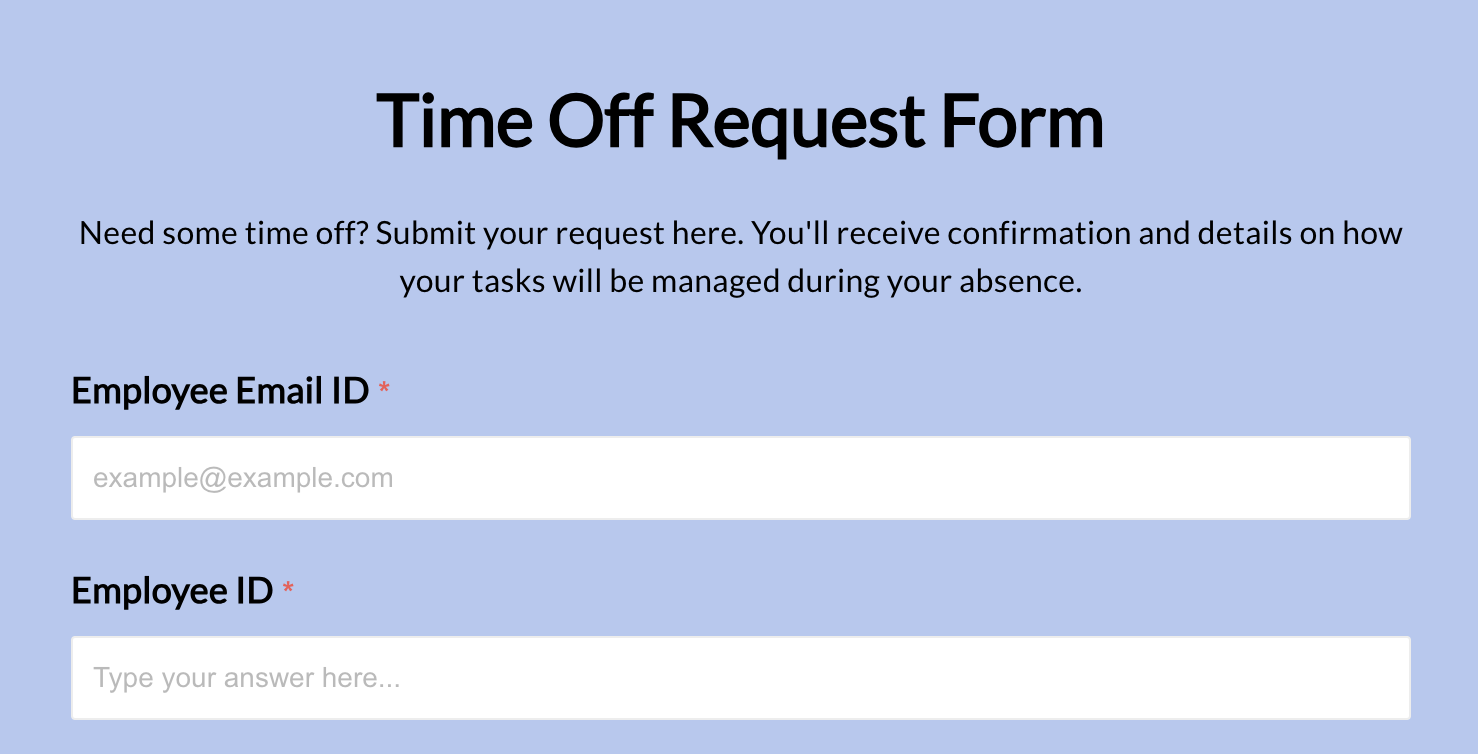 Time Off Request Form
Need some time off? Submit your request here. You'll receive confirmation and details on how
your tasks will be managed during your absence.
Employee Email ID *
example@example.com
Employee ID *
Type your answer here...